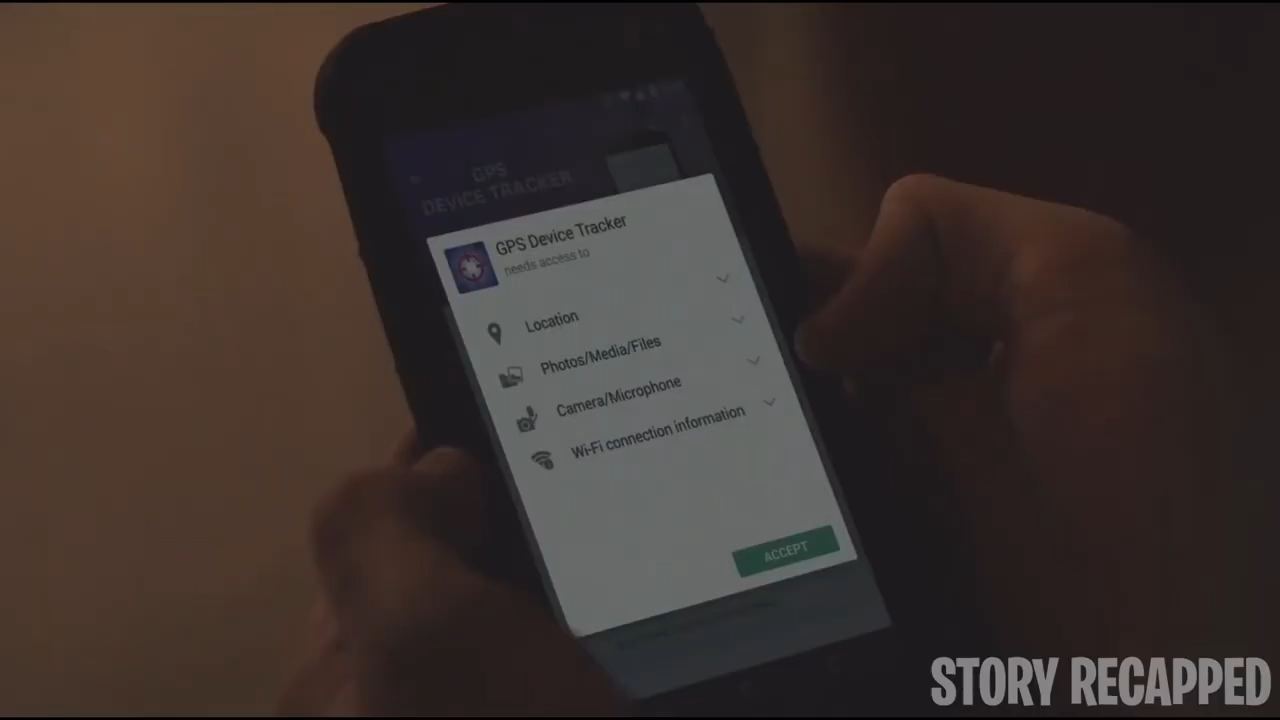 GPS
DEVICE TRACKER
GPS Device Tracker
needs access to
Location
Photos/Media/Files
Camera/Microphone
Wi-Fi connection information
ACCEPT
STORY RECAPPED